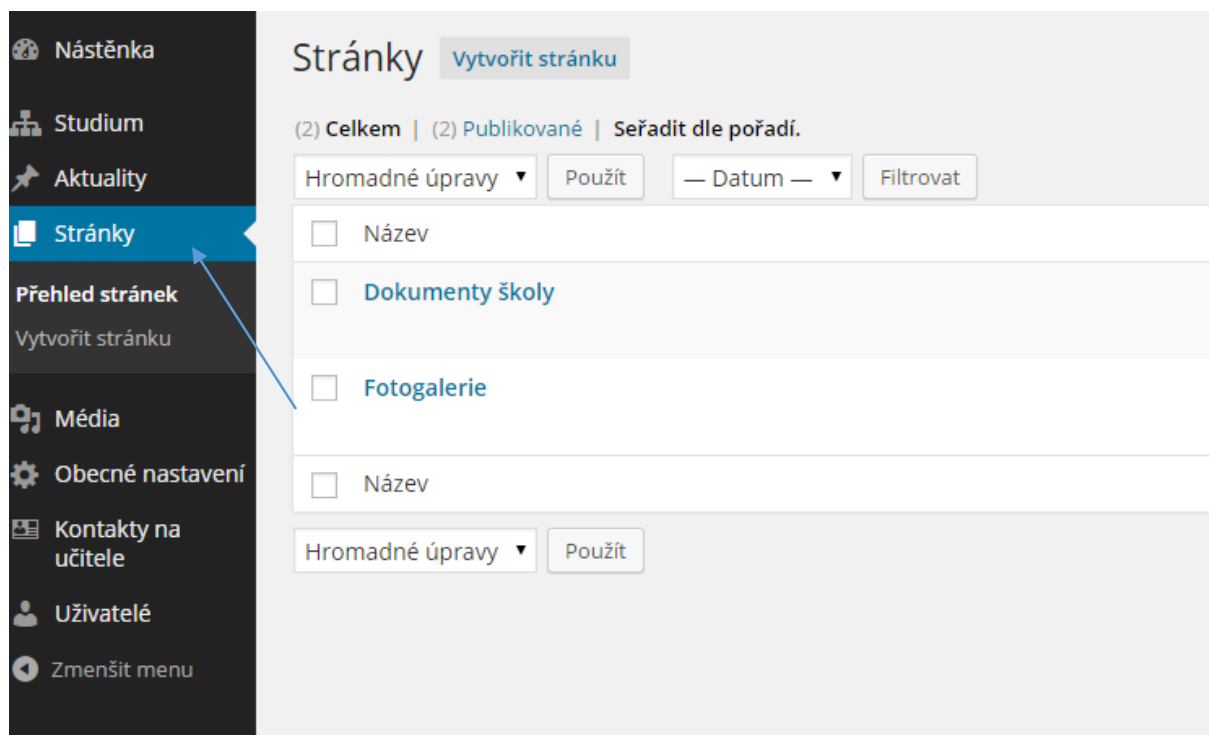 Nástěnka
Studium
Aktuality
Stránky
Přehled stránek
Vytvořit stránku
Média
Obecné nastavení
Kontakty na
učitele
Uživatelé
Zmenšit menu
Stránky Vytvořit stránku
(2) Celkem | (2) Publikované | Seřadit dle pořadí.
Hromadné úpravy Použít — Datum — Filtrovat
Název
Dokumenty školy
Fotogalerie
Název
Hromadné úpravy Použít